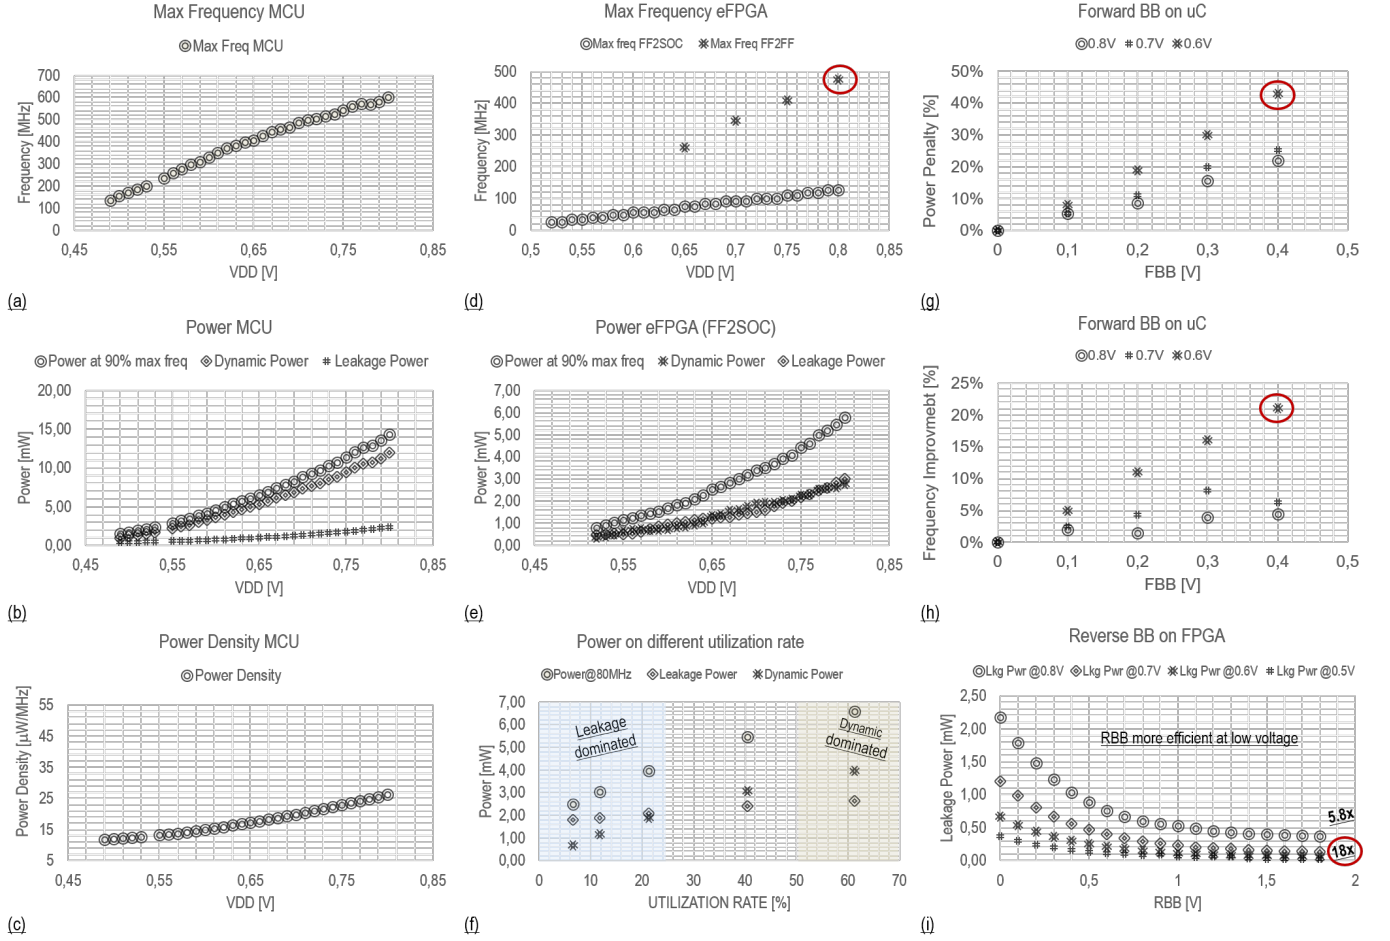 Max Frequency MCU
Max Freq MCU
Frequency [MHz]
700
600
500
400
300
200
100
0
0,45 0,55 0,65 0,75 0,85
VDD [V]
(a)
Max Frequency eFPGA
Max freq FF2SOC Max Freq FF2FF
Frequency [MHz]
500
400
300
200
100
0
0,5 0,55 0,6 0,65 0,7 0,75 0,8 0,85
VDD [V]
(d)
Forward BB on uC
0.8V 0.7V 0.6V
Power Penalty [%]
50%
40%
30%
20%
10%
0%
0 0,1 0,2 0,3 0,4 0,5
FBB [V]
(g)
Power MCU
Power at 90% max freq Dynamic Power Leakage Power
Power [mW]
20,00
15,00
10,00
5,00
0,00
0,45 0,55 0,65 0,75 0,85
VDD [V]
(b)
Power eFPGA (FF2SOC)
Power at 90% max freq Dynamic Power Leakage Power
Power [mW]
7,00
6,00
5,00
4,00
3,00
2,00
1,00
0,00
0,45 0,55 0,65 0,75 0,85
VDD [V]
(e)
Forward BB on uC
0.8V 0.7V 0.6V
Frequency Improvmebt [%]
25%
20%
15%
10%
5%
0%
0 0,1 0,2 0,3 0,4 0,5
FBB [V]
(h)
Power Density MCU
Power Density
Power Density [µW/MHz]
55
45
35
25
15
5
0,45 0,55 0,65 0,75 0,85
VDD [V]
(c)
Power on different utilization rate
Power@80MHz Leakage Power Dynamic Power
Power [mW]
7,00
6,00
5,00
4,00
3,00
2,00
1,00
0,00
Leakage
dominated
Dynamic
dominated
0 10 20 30 40 50 60 70
UTILIZATION RATE [%]
(f)
Reverse BB on FPGA
Lkg Pwr @0.8V Lkg Pwr @0.7V Lkg Pwr @0.6V Lkg Pwr @0.5V
Leakage Power [mW]
2,50
2,00
1,50
1,00
0,50
0,00
RBB more efficient at low voltage
5.8x
18x
0 0,5 1 1,5 2
RBB [V]
(i)